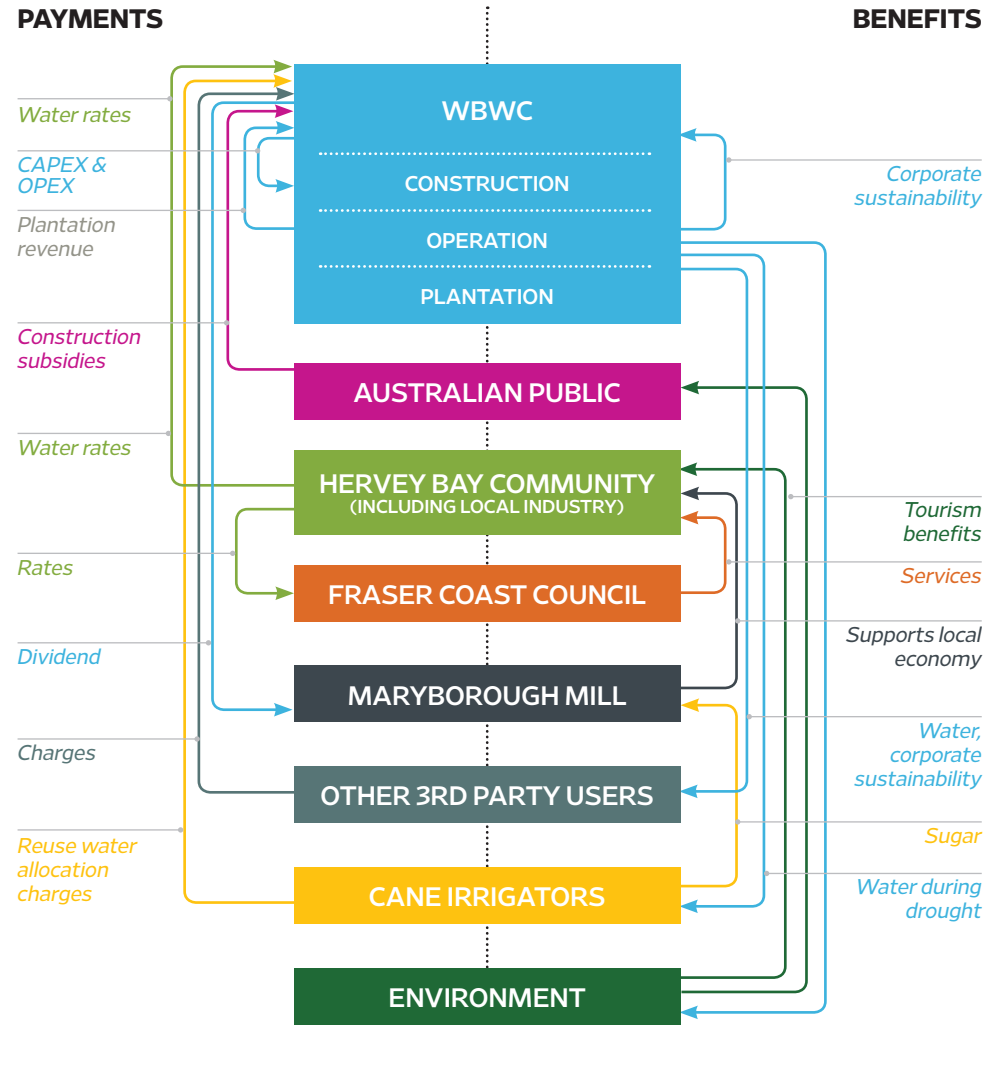 PAYMENTS
BENEFITS
Water rates
CAPEX &
OPEX
Plantation
revenue
Construction
subsidies
Water rates
Rates
Dividend
Charges
Reuse water
allocation
charges
WBWC
CONSTRUCTION
OPERATION
PLANTATION
AUSTRALIAN PUBLIC
HERVEY BAY COMMUNITY
(INCLUDING LOCAL INDUSTRY)
FRASER COAST COUNCIL
MARYBOROUGH MILL
OTHER 3RD PARTY USERS
CANE IRRIGATORS
ENVIRONMENT
Corporate
sustainability
Tourism
benefits
Services
Supports local
economy
Water,
corporate
sustainability
Sugar
Water during
drought